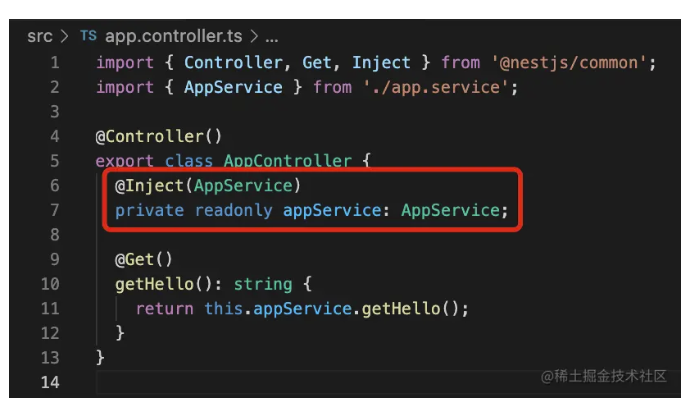 src > TS app.controller.ts > ...
1 import { Controller, Get, Inject } from '@nestjs/common';
2 import { AppService } from './app.service';
3
4 @Controller()
5 export class AppController {
6 @Inject(AppService)
7 private readonly appService: AppService;
8
9 @Get()
10 getHello(): string {
11 return this.appService.getHello();
12 }
13 }
14
@稀土掘金技术社区